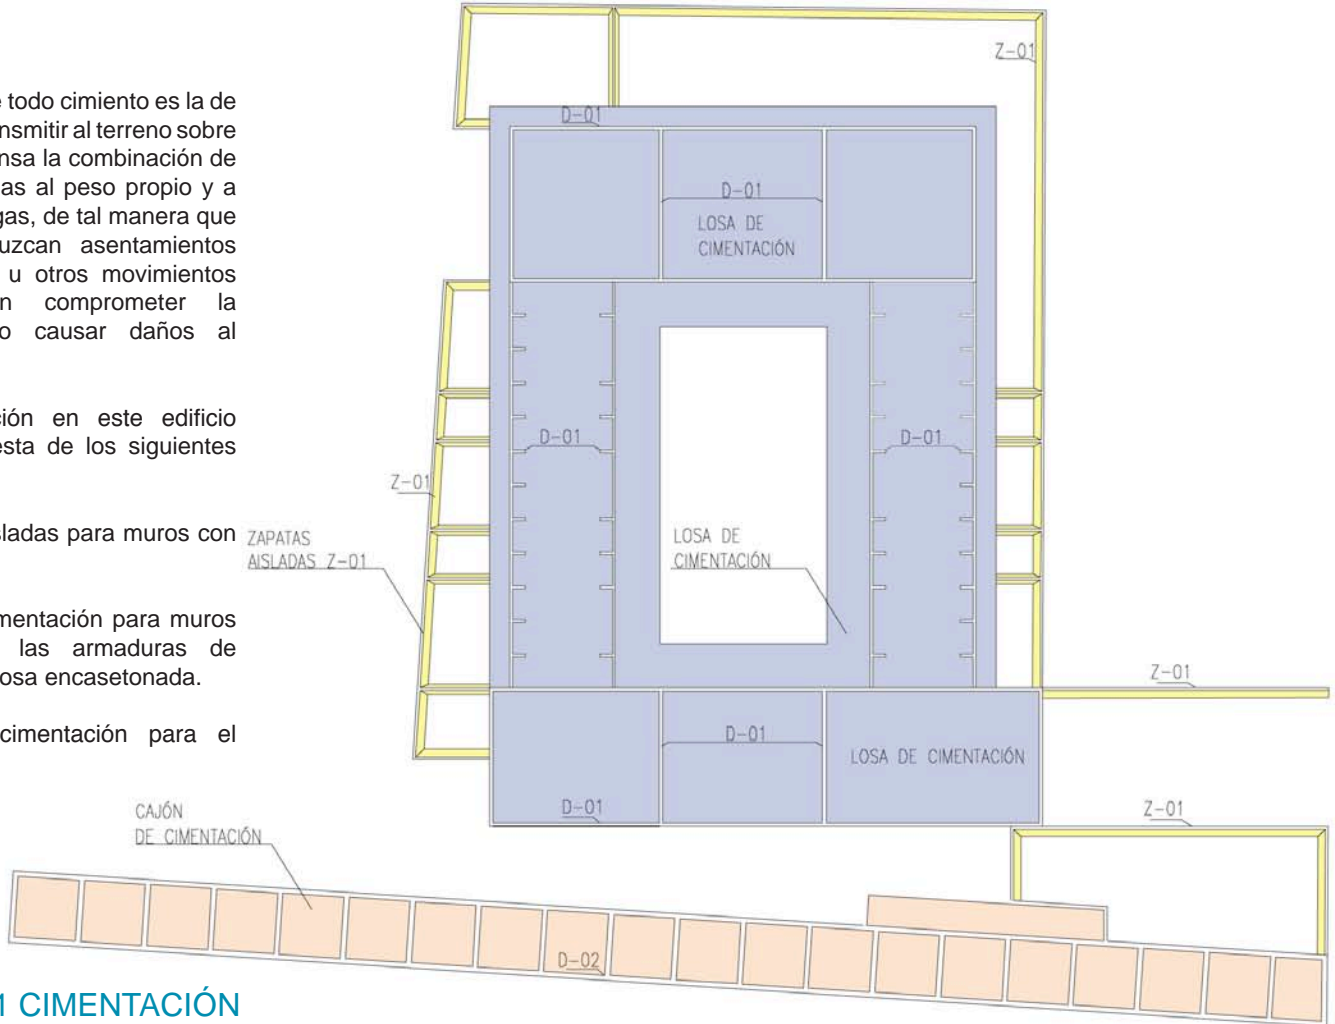 e todo cimiento es la de
nsmitir al terreno sobre
nsa la combinación de
as al peso propio y a
gas, de tal manera que
uzcan asentamientos
u otros movimientos
n comprometer la
o causar daños al
ción en este edificio
esta de los siguientes
sladas para muros con
mentación para muros
las armaduras de
osa encasetonada.
cimentación para el
Z-01
D-01
D-01
LOSA DE
CIMENTACIÓN
D-01
D-01
Z-01
ZAPATAS
AISLADAS Z-01
LOSA DE
CIMENTACIÓN
Z-01
D-01
LOSA DE CIMENTACIÓN
D-01
Z-01
CAJÓN
DE CIMENTACIÓN
D-02
1 CIMENTACIÓN